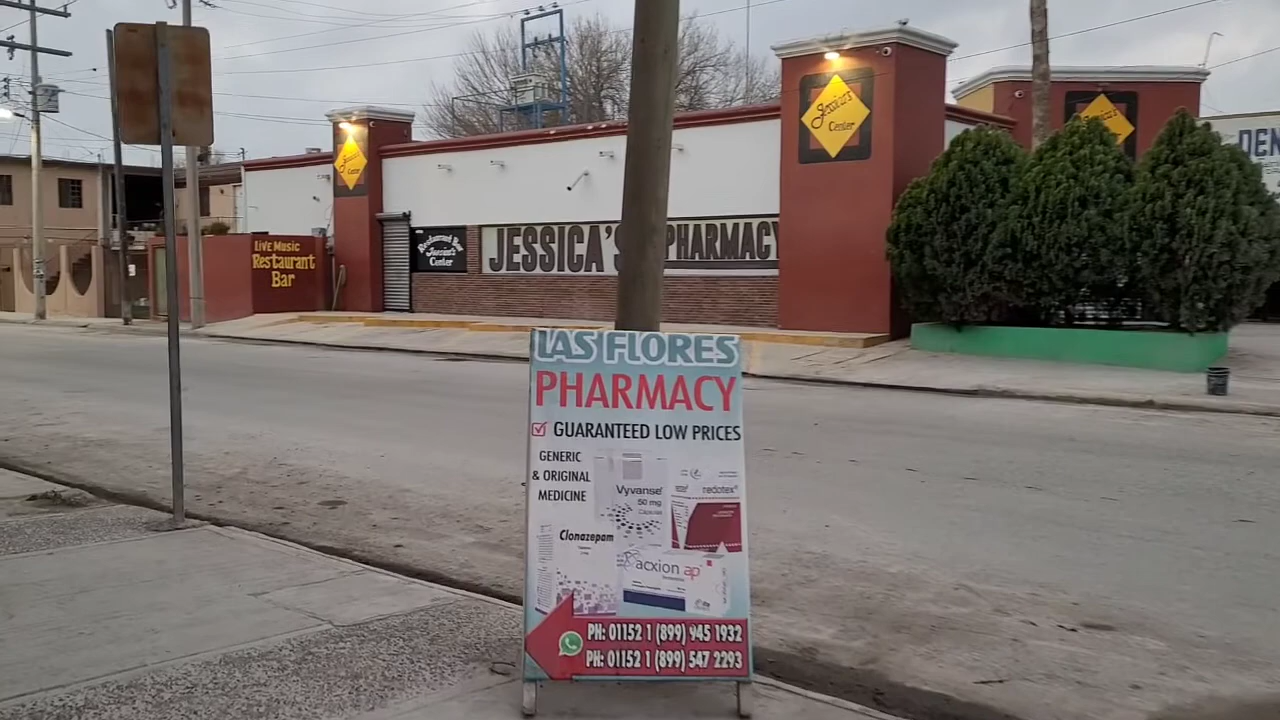 Jessica's
Center
Jessica's
Center
DEN
LIVE MUSIC
Restaurant
Bar
Restaurant Bar
Jessica's
Center
JESSICA'S PHARMACY
LAS FLORES
PHARMACY
GUARANTEED LOW PRICES
GENERIC
& ORIGINAL
MEDICINE
Vyvanse
50 mg
redotex
Clonazepam
acxion ap
PH: 01152 1 (899) 945 1932
PH: 01152 1 (899) 547 2293